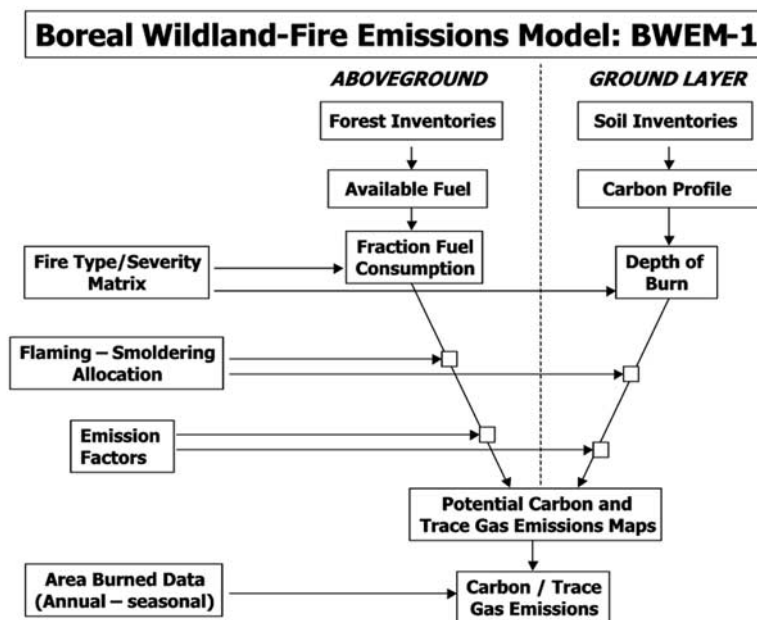 Boreal Wildland-Fire Emissions Model: BWEM-1
ABOVEGROUND
GROUND LAYER
Forest Inventories
Soil Inventories
Available Fuel
Carbon Profile
Fire Type/Severity
Matrix
Fraction Fuel
Consumption
Depth of
Burn
Flaming – Smoldering
Allocation
Emission
Factors
Potential Carbon and
Trace Gas Emissions Maps
Area Burned Data
(Annual – seasonal)
Carbon / Trace
Gas Emissions